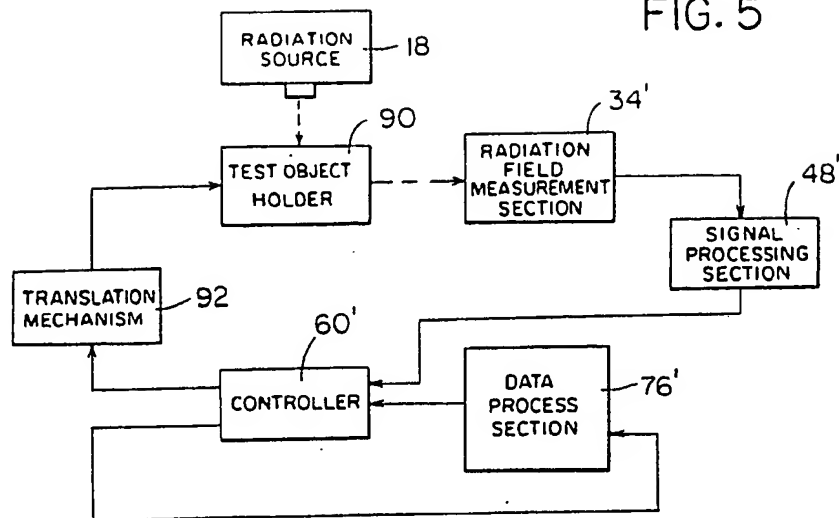 FIG. 5
RADIATION
SOURCE
18
90
TEST OBJECT
HOLDER
34'
RADIATION
FIELD
MEASUREMENT
SECTION
48'
SIGNAL
PROCESSING
SECTION
TRANSLATION
MECHANISM
92
60'
CONTROLLER
DATA
PROCESS
SECTION
76'